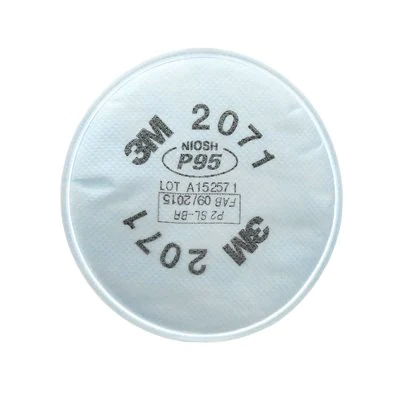 3M 2071
NIOSH
P95
LOT A152571
FAB 09/2015
P2 SL-BR
3M 2071